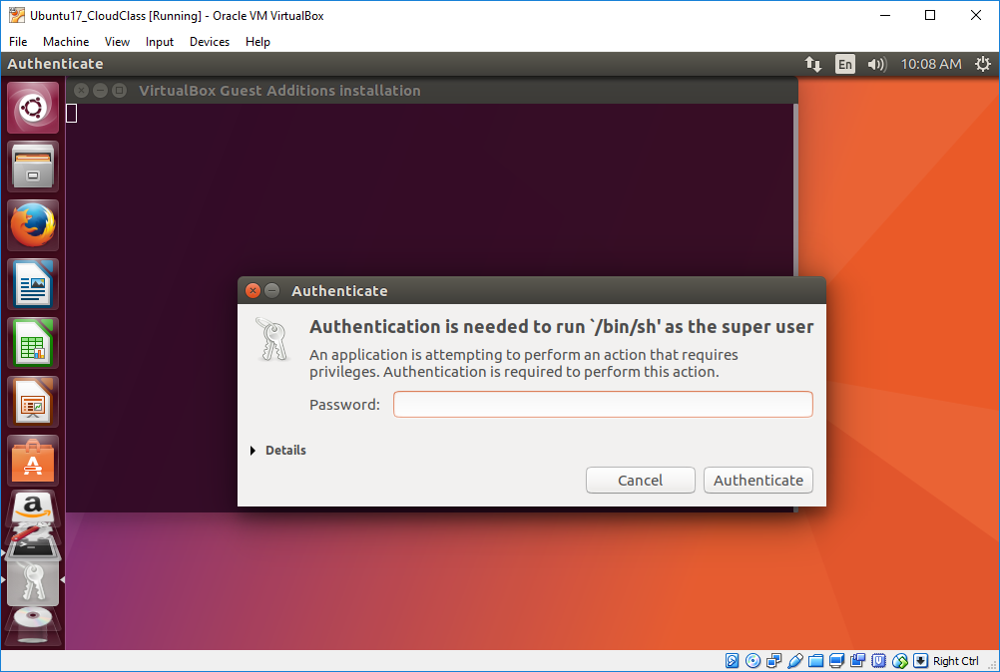 Ubuntu17_CloudClass [Running] - Oracle VM VirtualBox
File Machine View Input Devices Help
Authenticate En 10:08 AM
VirtualBox Guest Additions installation
Authenticate
Authentication is needed to run `/bin/sh' as the super user
An application is attempting to perform an action that requires
privileges. Authentication is required to perform this action.
Password:
Details
Cancel Authenticate
Right Ctrl